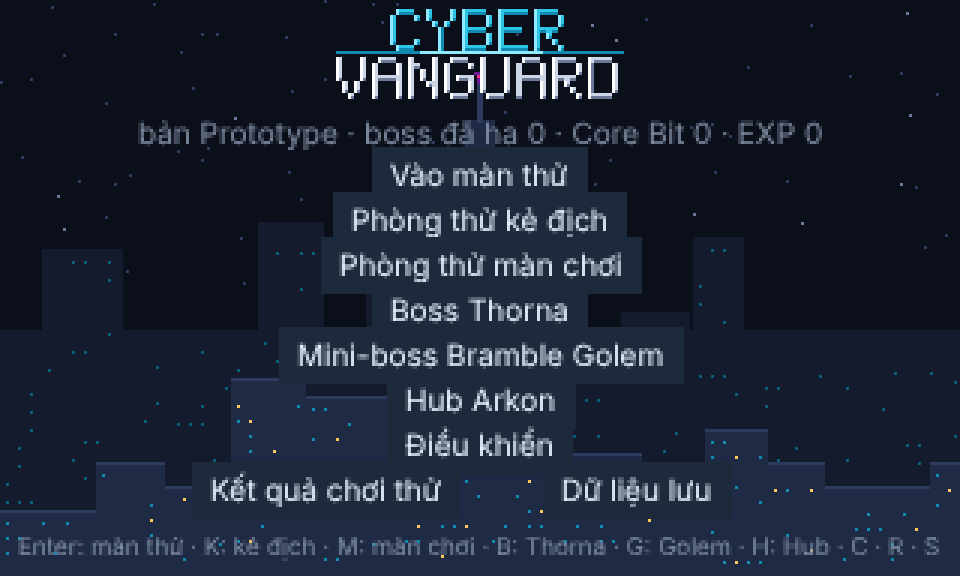 CYBER
VANGUARD
bản Prototype · boss đã hạ 0 · Core Bit 0 · EXP 0
Vào màn thử
Phòng thử kẻ địch
Phòng thử màn chơi
Boss Thorna
Mini-boss Bramble Golem
Hub Arkon
Điều khiển
Kết quả chơi thử
Dữ liệu lưu
Enter: màn thử · K: kẻ địch · M: màn chơi · B: Thorna · G: Golem · H: Hub · C · R · S